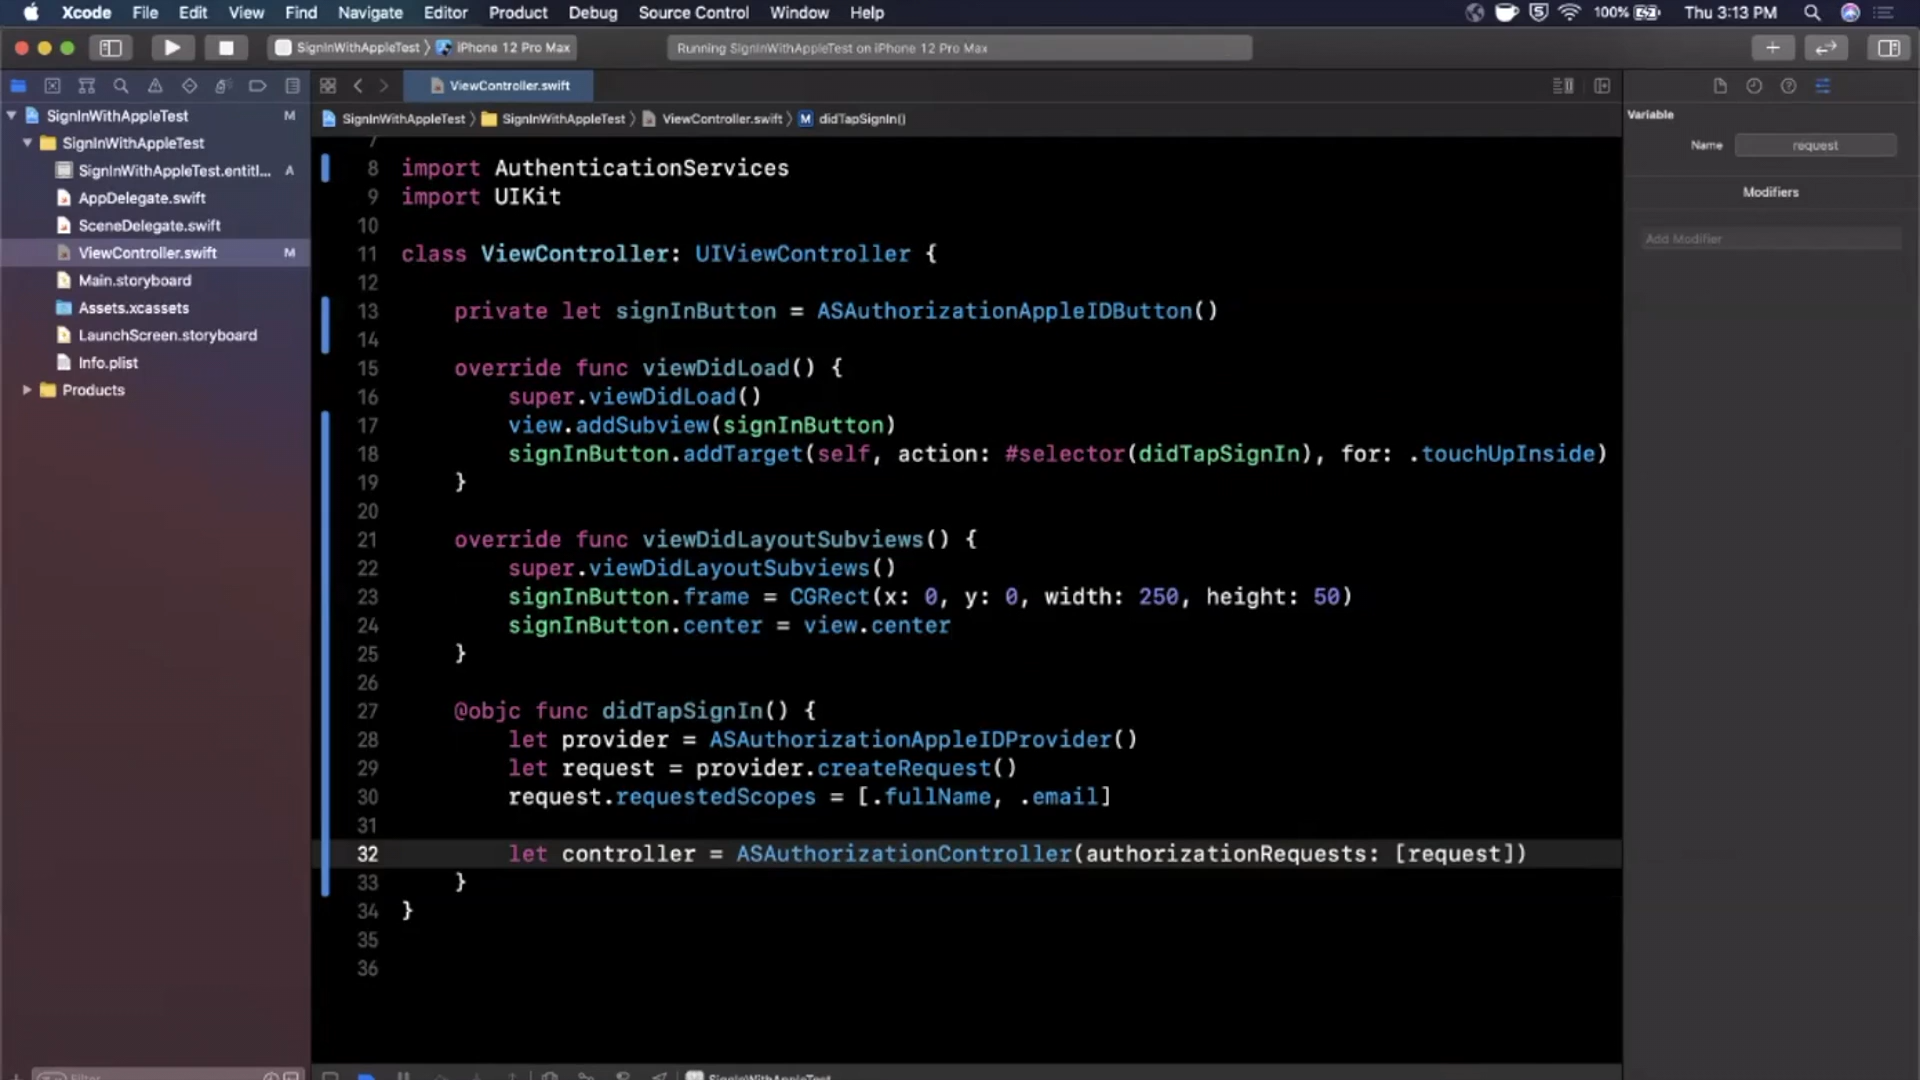 Xcode File Edit View Find Navigate Editor Product Debug Source Control Window Help 100% Thu 3:13 PM
SignInWithAppleTest 〉 iPhone 12 Pro Max Running SignInWithAppleTest on iPhone 12 Pro Max
ViewController.swift
SignInWithAppleTest 〉 SignInWithAppleTest 〉 ViewController.swift 〉 M didTapSignIn()
SignInWithAppleTest M
SignInWithAppleTest
SignInWithAppleTest.entitl... A
AppDelegate.swift
SceneDelegate.swift
ViewController.swift M
Main.storyboard
Assets.xcassets
LaunchScreen.storyboard
Info.plist
Products
7
8 import AuthenticationServices
9 import UIKit
10
11 class ViewController: UIViewController {
12
13     private let signInButton = ASAuthorizationAppleIDButton()
14
15     override func viewDidLoad() {
16         super.viewDidLoad()
17         view.addSubview(signInButton)
18         signInButton.addTarget(self, action: #selector(didTapSignIn), for: .touchUpInside)
19     }
20
21     override func viewDidLayoutSubviews() {
22         super.viewDidLayoutSubviews()
23         signInButton.frame = CGRect(x: 0, y: 0, width: 250, height: 50)
24         signInButton.center = view.center
25     }
26
27     @objc func didTapSignIn() {
28         let provider = ASAuthorizationAppleIDProvider()
29         let request = provider.createRequest()
30         request.requestedScopes = [.fullName, .email]
31
32         let controller = ASAuthorizationController(authorizationRequests: [request])
33     }
34 }
35
36
Variable
Name request
Modifiers
Add Modifier
Filter
SignInWithAppleTest